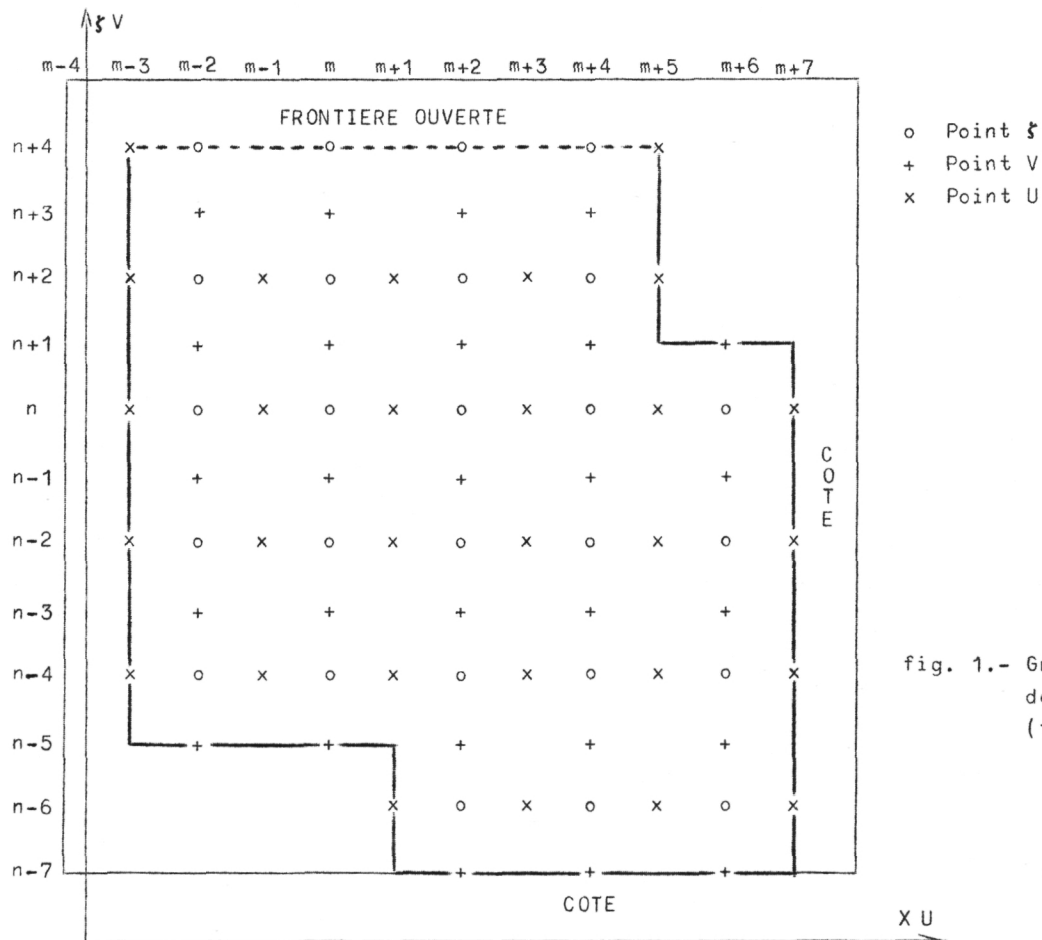 ζ V
m-4 m-3 m-2 m-1 m m+1 m+2 m+3 m+4 m+5 m+6 m+7
FRONTIERE OUVERTE
n+4
n+3
n+2
n+1
n
n-1
n-2
n-3
n-4
n-5
n-6
n-7
o Point ζ
+ Point V
x Point U
COTE
fig. 1.-
COTE
X U